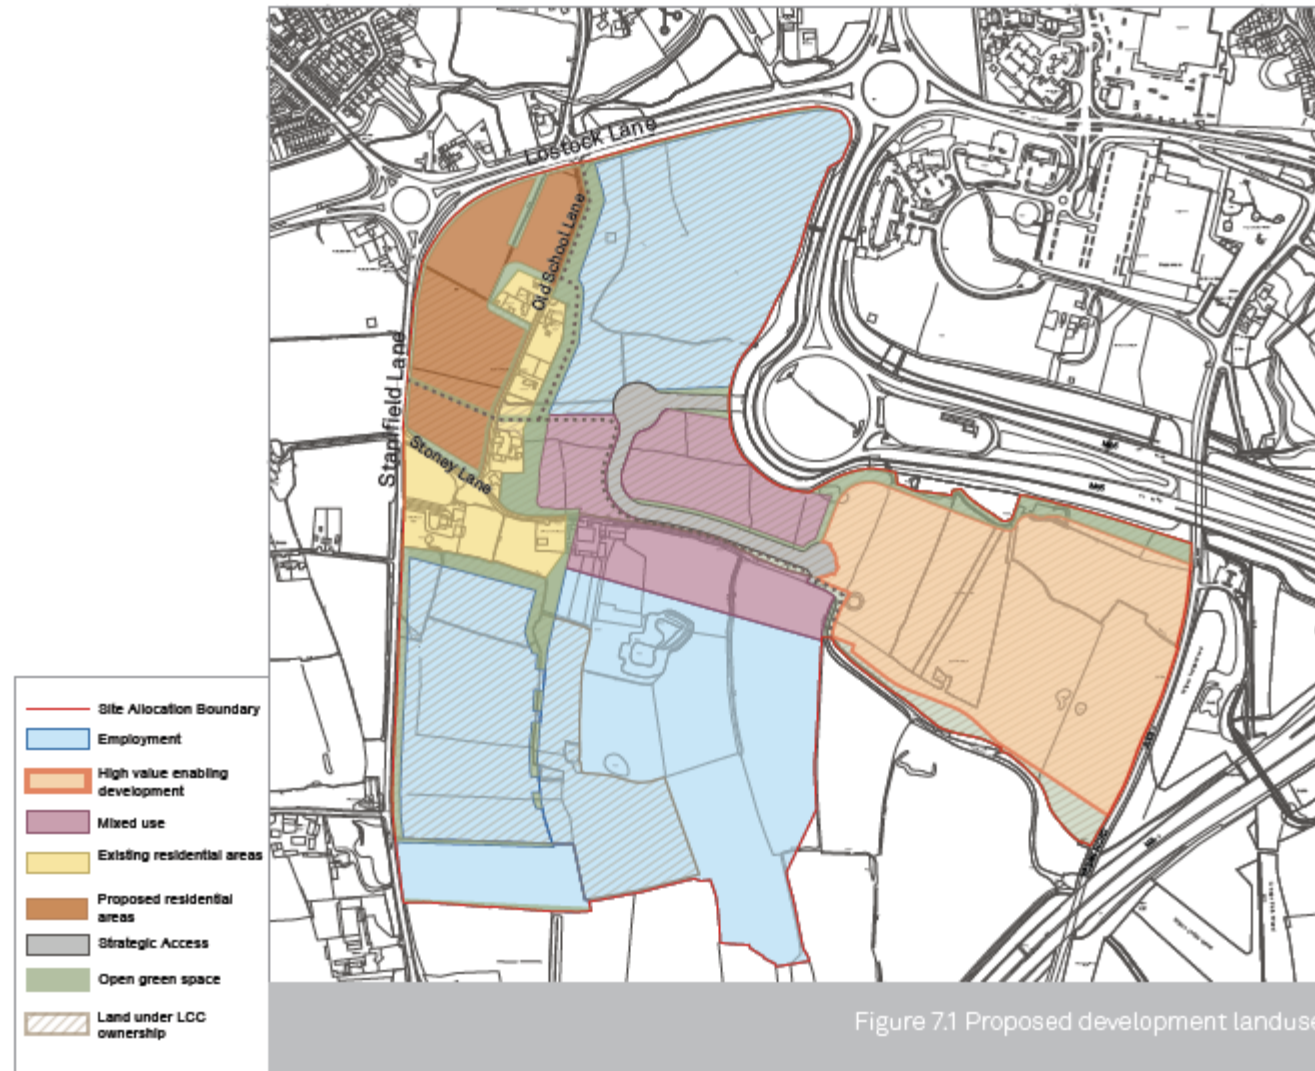 Lostock Lane
Old School Lane
Stanifield Lane
Stoney Lane
Site Allocation Boundary
Employment
High value enabling
development
Mixed use
Existing residential areas
Proposed residential
areas
Strategic Access
Open green space
Land under LCC
ownership
Figure 7.1 Proposed development landuse